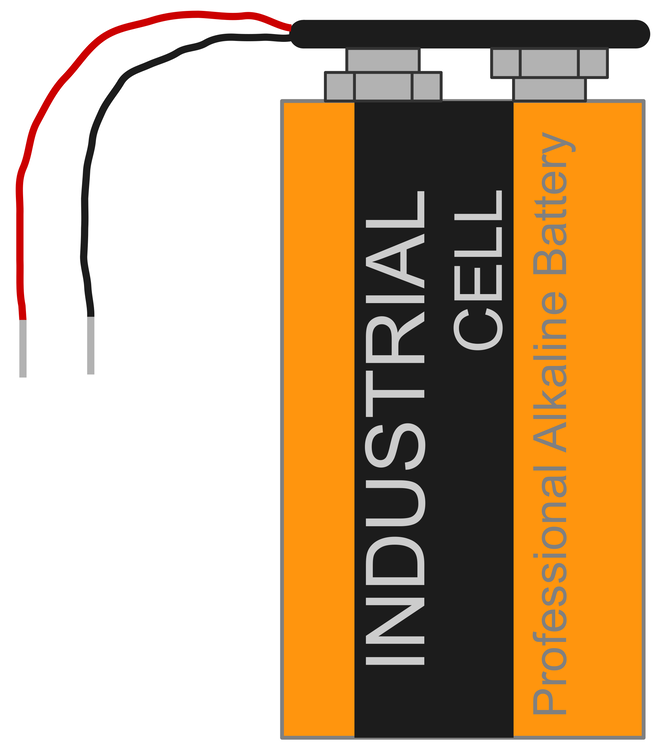 INDUSTRIAL
CELL
Professional Alkaline Battery